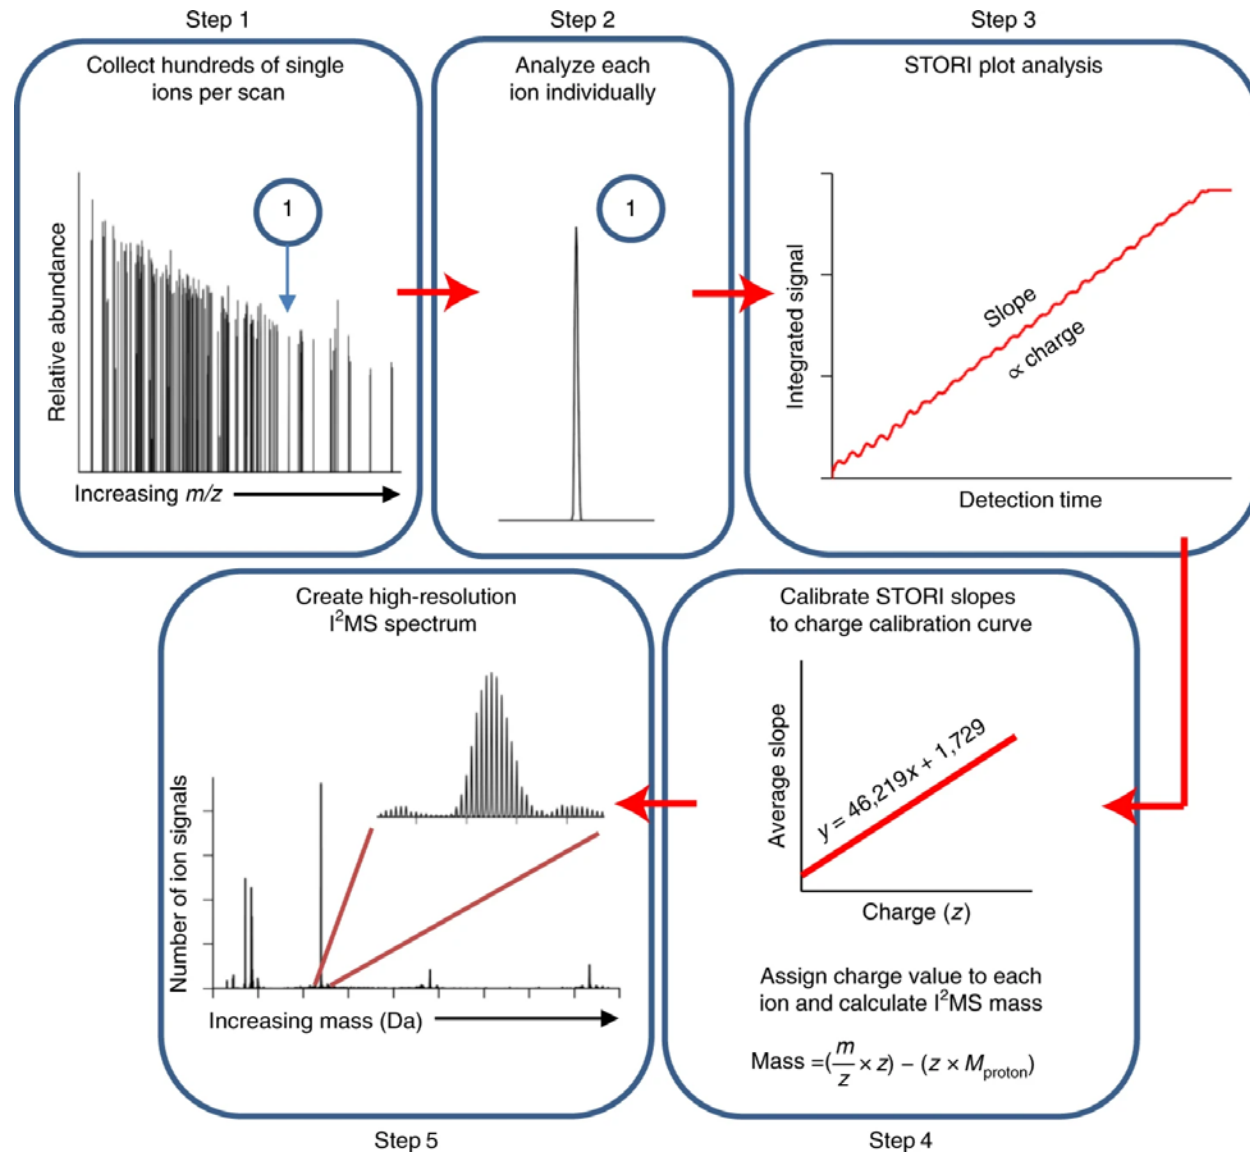 Step 1
Collect hundreds of single
ions per scan
1
Relative abundance
Increasing m/z
Step 2
Analyze each
ion individually
1
Step 3
STORI plot analysis
Integrated signal
Slope
∝ charge
Detection time
Calibrate STORI slopes
to charge calibration curve
Average slope
y = 46,219x + 1,729
Charge (z)
Assign charge value to each
ion and calculate I²MS mass
Mass =(m/z × z) − (z × Mproton)
Step 4
Create high-resolution
I²MS spectrum
Number of ion signals
Increasing mass (Da)
Step 5